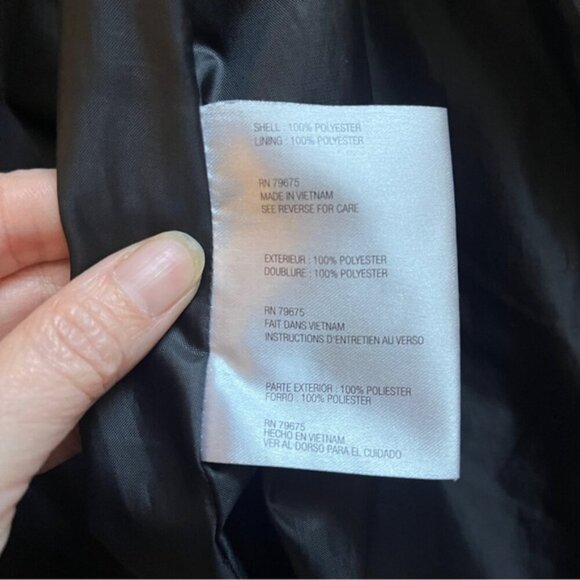 SHELL : 100% POLYESTER
LINING : 100% POLYESTER
RN 79675
MADE IN VIETNAM
SEE REVERSE FOR CARE
EXTERIEUR : 100% POLYESTER
DOUBLURE : 100% POLYESTER
RN 79675
FAIT DANS VIETNAM
INSTRUCTIONS D'ENTRETIEN AU VERSO
PARTE EXTERIOR : 100% POLIESTER
FORRO : 100% POLIESTER
RN 79675
HECHO EN VIETNAM
VER AL DORSO PARA EL CUIDADO